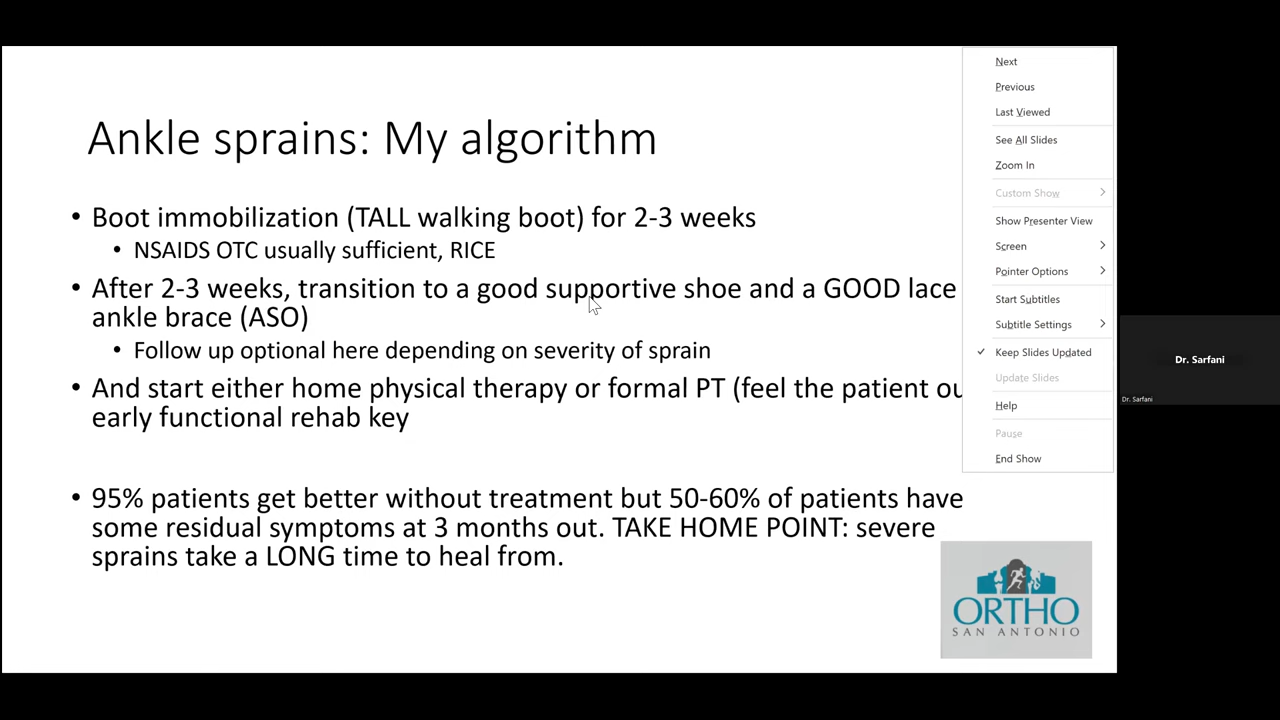 Ankle sprains: My algorithm
• Boot immobilization (TALL walking boot) for 2-3 weeks
• NSAIDS OTC usually sufficient, RICE
• After 2-3 weeks, transition to a good supportive shoe and a GOOD lace
ankle brace (ASO)
• Follow up optional here depending on severity of sprain
• And start either home physical therapy or formal PT (feel the patient ou
early functional rehab key
• 95% patients get better without treatment but 50-60% of patients have
some residual symptoms at 3 months out. TAKE HOME POINT: severe
sprains take a LONG time to heal from.
ORTHO
SAN ANTONIO
Next
Previous
Last Viewed
See All Slides
Zoom In
Custom Show
Show Presenter View
Screen
Pointer Options
Start Subtitles
Subtitle Settings
Keep Slides Updated
Update Slides
Help
Pause
End Show
Dr. Sarfani
Dr. Sarfani